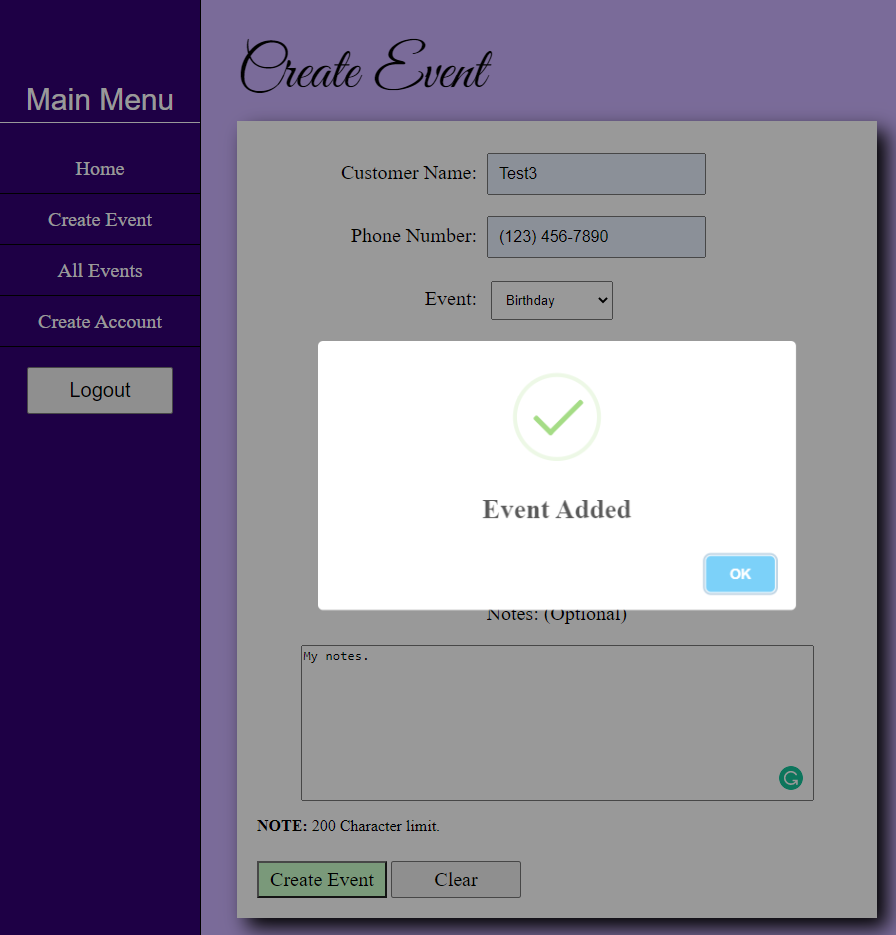 Main Menu
Home
Create Event
All Events
Create Account
Logout
Create Event
Customer Name: Test3
Phone Number: (123) 456-7890
Event: Birthday
Event Added
OK
Notes: (Optional)
My notes.
NOTE: 200 Character limit.
Create Event Clear